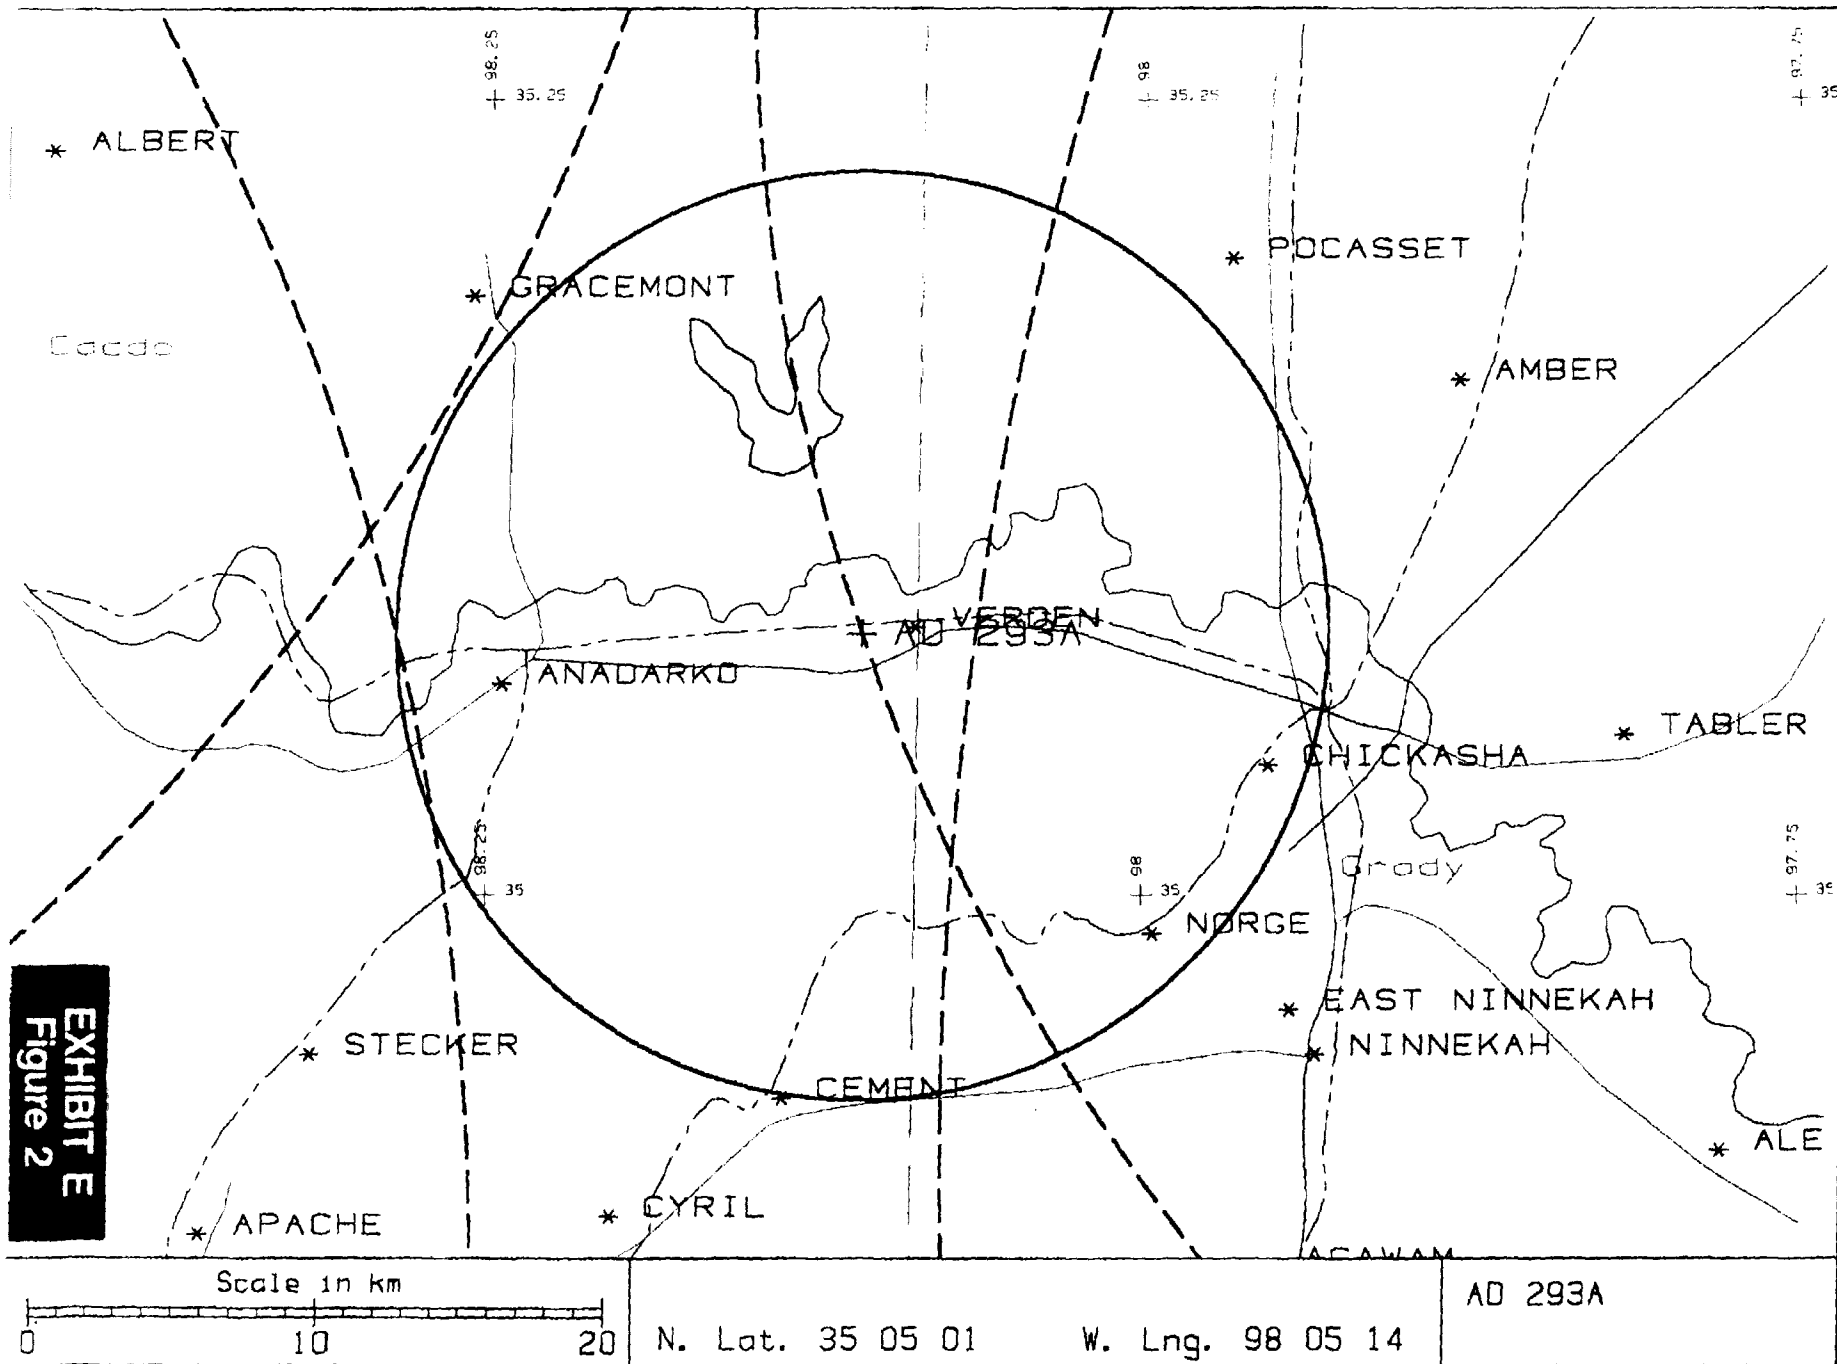 98.25
35.25
98
35.25
97.75
35
ALBERT
POCASSET
GRACEMONT
AMBER
VERDEN
AD 293A
ANADARKO
TABLER
CHICKASHA
98.25
35
98
35
97.75
35
Grady
NORGE
EAST NINNEKAH
NINNEKAH
STECKER
CEMENT
ALE
CYRIL
APACHE
AGAWAM
EXHIBIT E
Figure 2
Scale in km
0 10 20
N. Lat. 35 05 01 W. Lng. 98 05 14
AD 293A